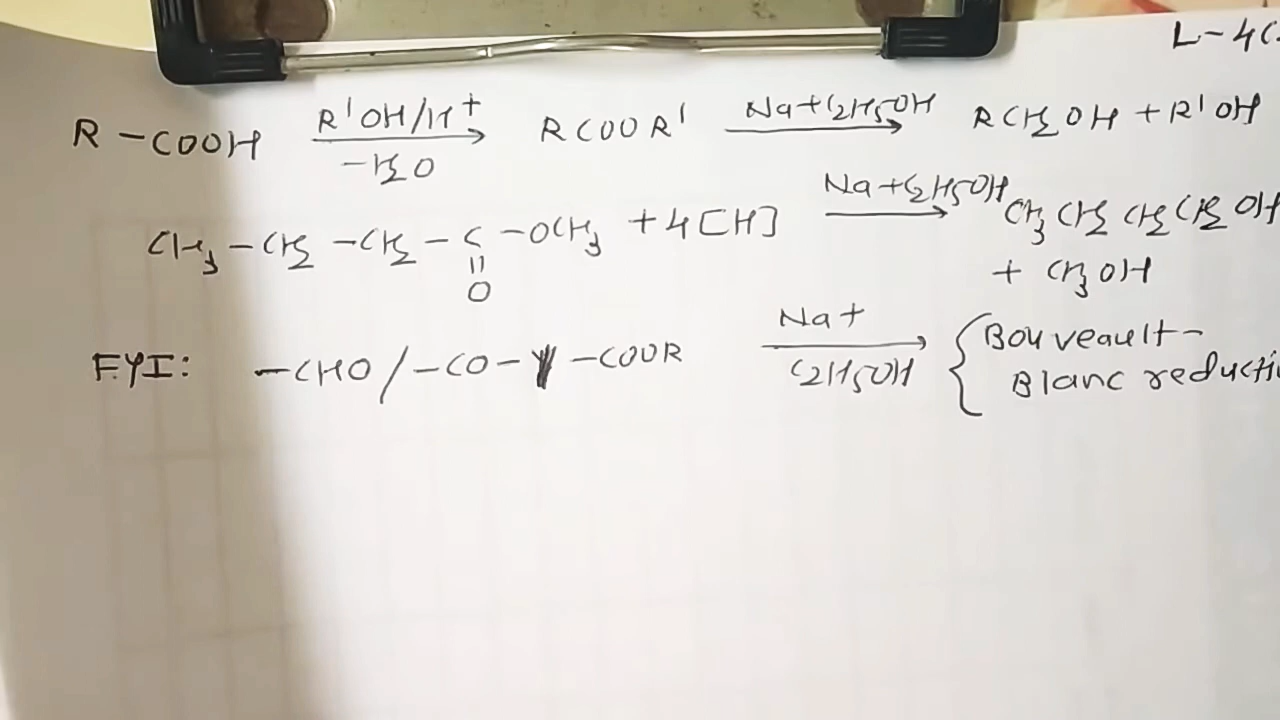 L-4(
R-COOH R'OH/H+ -H2O RCOOR' Na+C2H5OH RCH2OH + R'OH
CH3-CH2-CH2-C-OCH3 + 4[H] Na+C2H5OH CH3CH2CH2CH2OH
=
O
+ CH3OH
FYI: -CHO/-CO- -COOR Na+ C2H5OH { Bouveault-
Blanc reducti